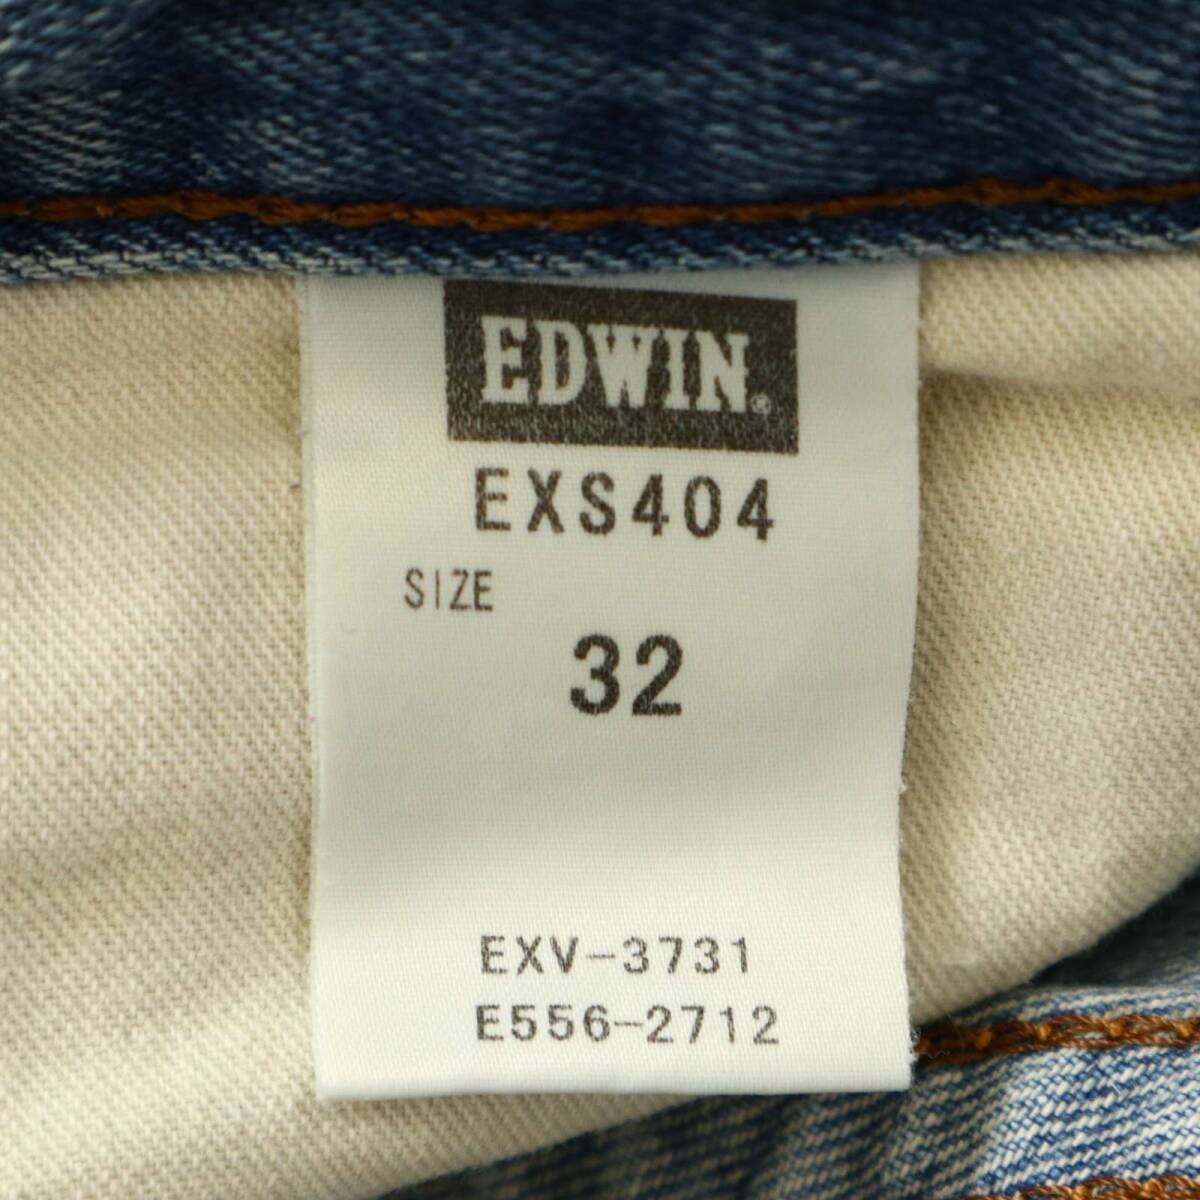 EDWIN®
EXS404
SIZE
32
EXV-3731
E556-2712